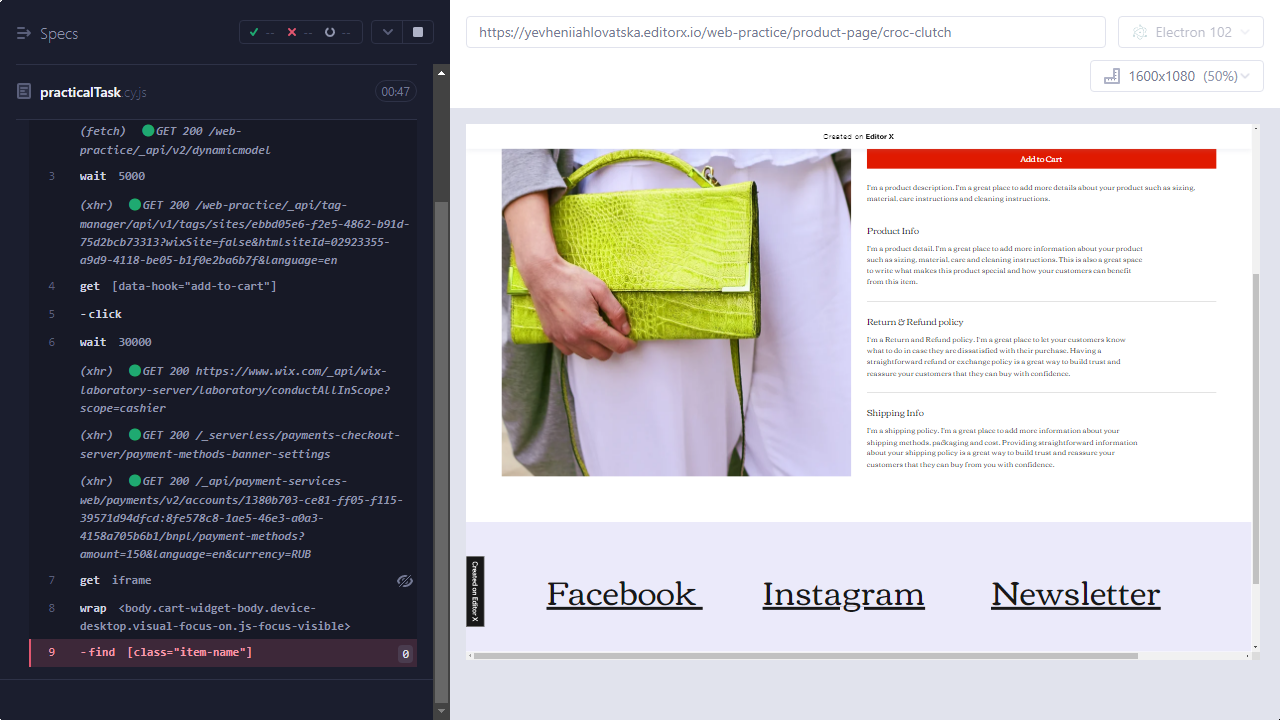 Specs
--
--
--
practicalTask.cy.js
00:47
(fetch) GET 200 /web-
practice/_api/v2/dynamicmodel
3 wait 5000
(xhr) GET 200 /web-practice/_api/tag-
manager/api/v1/tags/sites/ebbd05e6-f2e5-4862-b91d-
75d2bcb73313?wixSite=false&htmlsiteId=02923355-
a9d9-4118-be05-b1f0e2ba6b7f&language=en
4 get [data-hook="add-to-cart"]
5 -click
6 wait 30000
(xhr) GET 200 https://www.wix.com/_api/wix-
laboratory-server/laboratory/conductAllInScope?
scope=cashier
(xhr) GET 200 /_serverless/payments-checkout-
server/payment-methods-banner-settings
(xhr) GET 200 /_api/payment-services-
web/payments/v2/accounts/1380b703-ce81-ff05-f115-
39571d94dfcd:8fe578c8-1ae5-46e3-a0a3-
4158a705b6b1/bnpl/payment-methods?
amount=150&language=en&currency=RUB
7 get iframe
8 wrap <body.cart-widget-body.device-
desktop.visual-focus-on.js-focus-visible>
9 -find [class="item-name"] 0
https://yevheniiahlovatska.editorx.io/web-practice/product-page/croc-clutch
Electron 102
1600x1080 (50%)
Created on Editor X
Add to Cart
I'm a product description. I'm a great place to add more details about your product such as sizing,
material, care instructions and cleaning instructions.
Product Info
I'm a product detail. I'm a great place to add more information about your product
such as sizing, material, care and cleaning instructions. This is also a great space
to write what makes this product special and how your customers can benefit
from this item.
Return & Refund policy
I'm a Return and Refund policy. I'm a great place to let your customers know
what to do in case they are dissatisfied with their purchase. Having a
straightforward refund or exchange policy is a great way to build trust and
reassure your customers that they can buy with confidence.
Shipping Info
I'm a shipping policy. I'm a great place to add more information about your
shipping methods, packaging and cost. Providing straightforward information
about your shipping policy is a great way to build trust and reassure your
customers that they can buy from you with confidence.
Created on Editor X
Facebook
Instagram
Newsletter